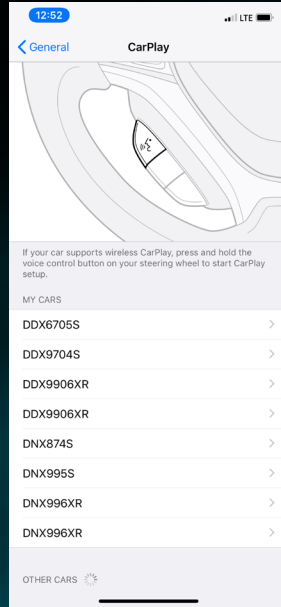 12:52
LTE
General
CarPlay
If your car supports wireless CarPlay, press and hold the
voice control button on your steering wheel to start CarPlay
setup.
MY CARS
DDX6705S
DDX9704S
DDX9906XR
DDX9906XR
DNX874S
DNX995S
DNX996XR
DNX996XR
OTHER CARS